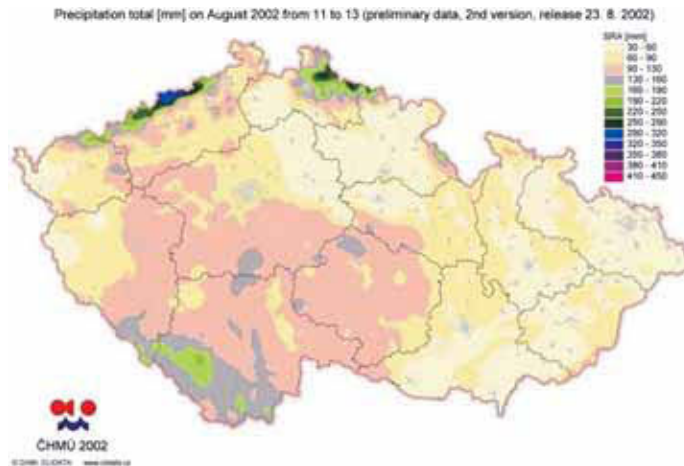 Precipitation total [mm] on August 2002 from 11 to 13 (preliminary data, 2nd version, release 23. 8. 2002)
SRA [mm]
30 - 60
60 - 90
90 - 130
130 - 160
160 - 190
190 - 220
220 - 250
250 - 290
290 - 320
320 - 350
350 - 380
380 - 410
410 - 450
ČHMÚ 2002